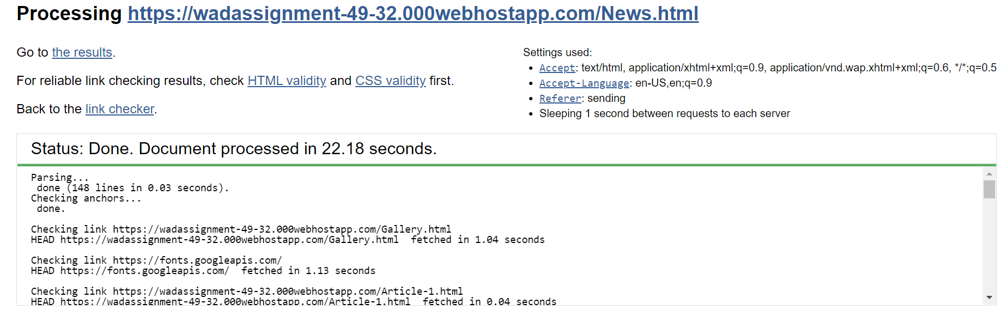 Processing https://wadassignment-49-32.000webhostapp.com/News.html
Go to the results.
For reliable link checking results, check HTML validity and CSS validity first.
Back to the link checker.
Settings used:
• Accept: text/html, application/xhtml+xml;q=0.9, application/vnd.wap.xhtml+xml;q=0.6, */*;q=0.5
• Accept-Language: en-US,en;q=0.9
• Referer: sending
• Sleeping 1 second between requests to each server
Status: Done. Document processed in 22.18 seconds.
Parsing...
done (148 lines in 0.03 seconds).
Checking anchors...
done.
Checking link https://wadassignment-49-32.000webhostapp.com/Gallery.html
HEAD https://wadassignment-49-32.000webhostapp.com/Gallery.html  fetched in 1.04 seconds
Checking link https://fonts.googleapis.com/
HEAD https://fonts.googleapis.com/  fetched in 1.13 seconds
Checking link https://wadassignment-49-32.000webhostapp.com/Article-1.html
HEAD https://wadassignment-49-32.000webhostapp.com/Article-1.html  fetched in 0.04 seconds